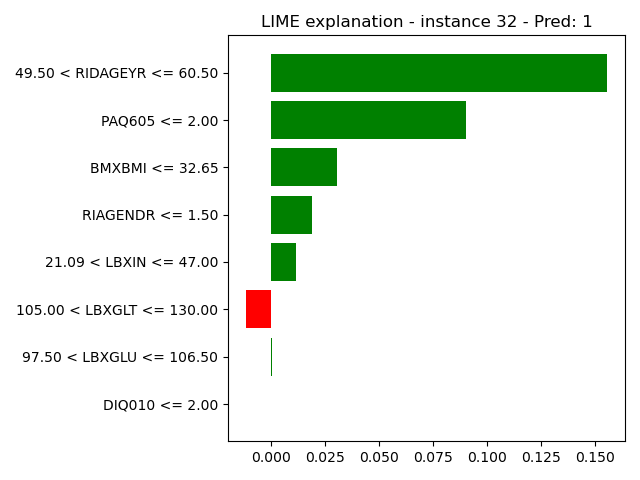 LIME explanation - instance 32 - Pred: 1
49.50 < RIDAGEYR <= 60.50
PAQ605 <= 2.00
BMXBMI <= 32.65
RIAGENDR <= 1.50
21.09 < LBXIN <= 47.00
105.00 < LBXGLT <= 130.00
97.50 < LBXGLU <= 106.50
DIQ010 <= 2.00
0.000 0.025 0.050 0.075 0.100 0.125 0.150